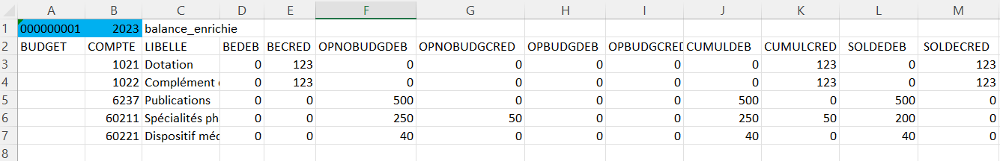 A B C D E F G H I J K L M
1 000000001 2023 balance_enrichie
2 BUDGET COMPTE LIBELLE BEDEB BECRED OPNOBUDGDEB OPNOBUDGCRED OPBUDGDEB OPBUDGCRED CUMULDEB CUMULCRED SOLDEDEB SOLDECRED
3 1021 Dotation 0 123 0 0 0 0 0 123 0 123
4 1022 Complément 0 123 0 0 0 0 0 123 0 123
5 6237 Publications 0 0 500 0 0 0 500 0 500 0
6 60211 Spécialités ph 0 0 250 50 0 0 250 50 200 0
7 60221 Dispositif méd 0 0 40 0 0 0 40 0 40 0
8